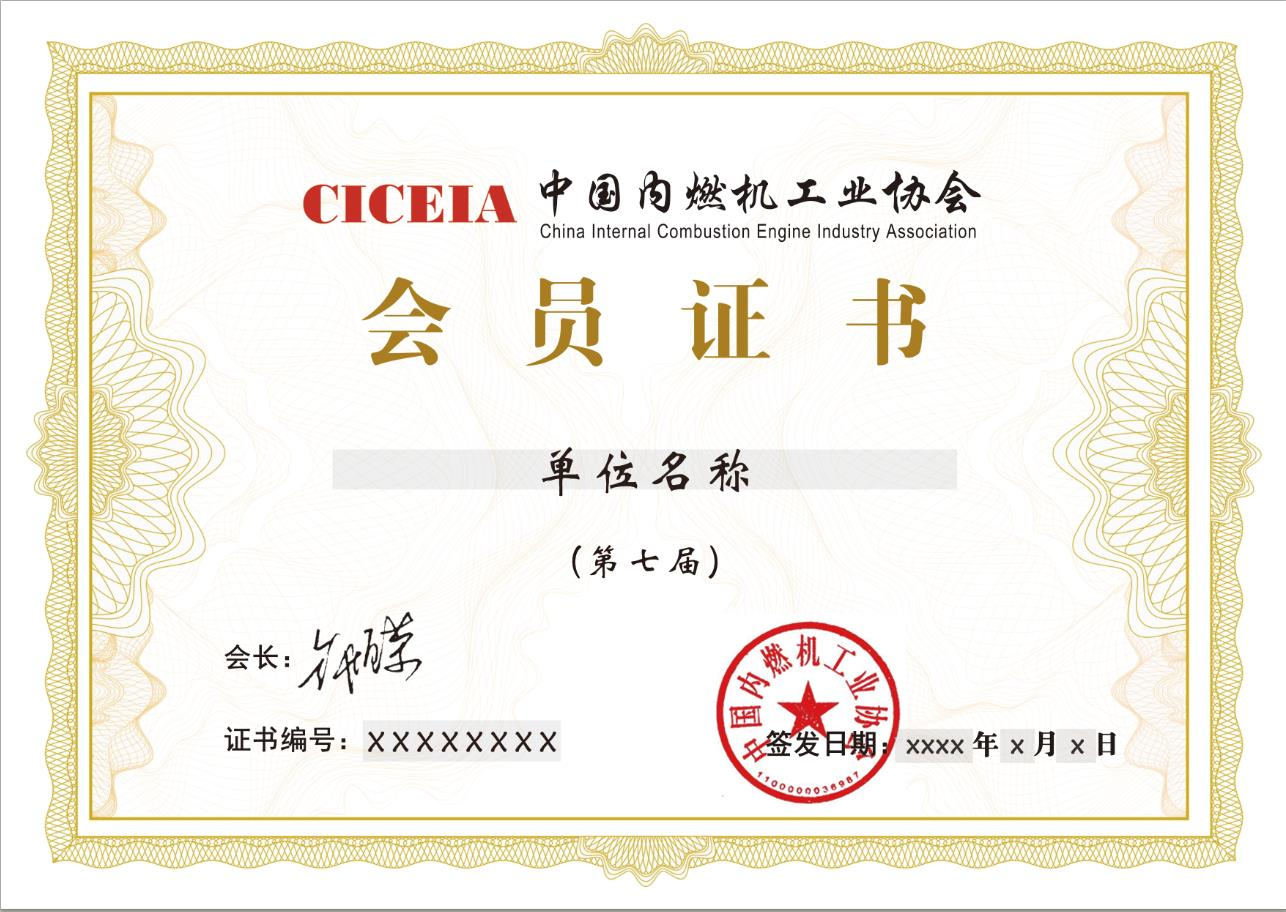 CICEIA 中国内燃机工业协会
China Internal Combustion Engine Industry Association
会员证书
单位名称
(第七届)
会长：
证书编号：XXXXXXXX
中国内燃机工业协会
签发日期：xxxx 年 x 月 x 日
1100000036987